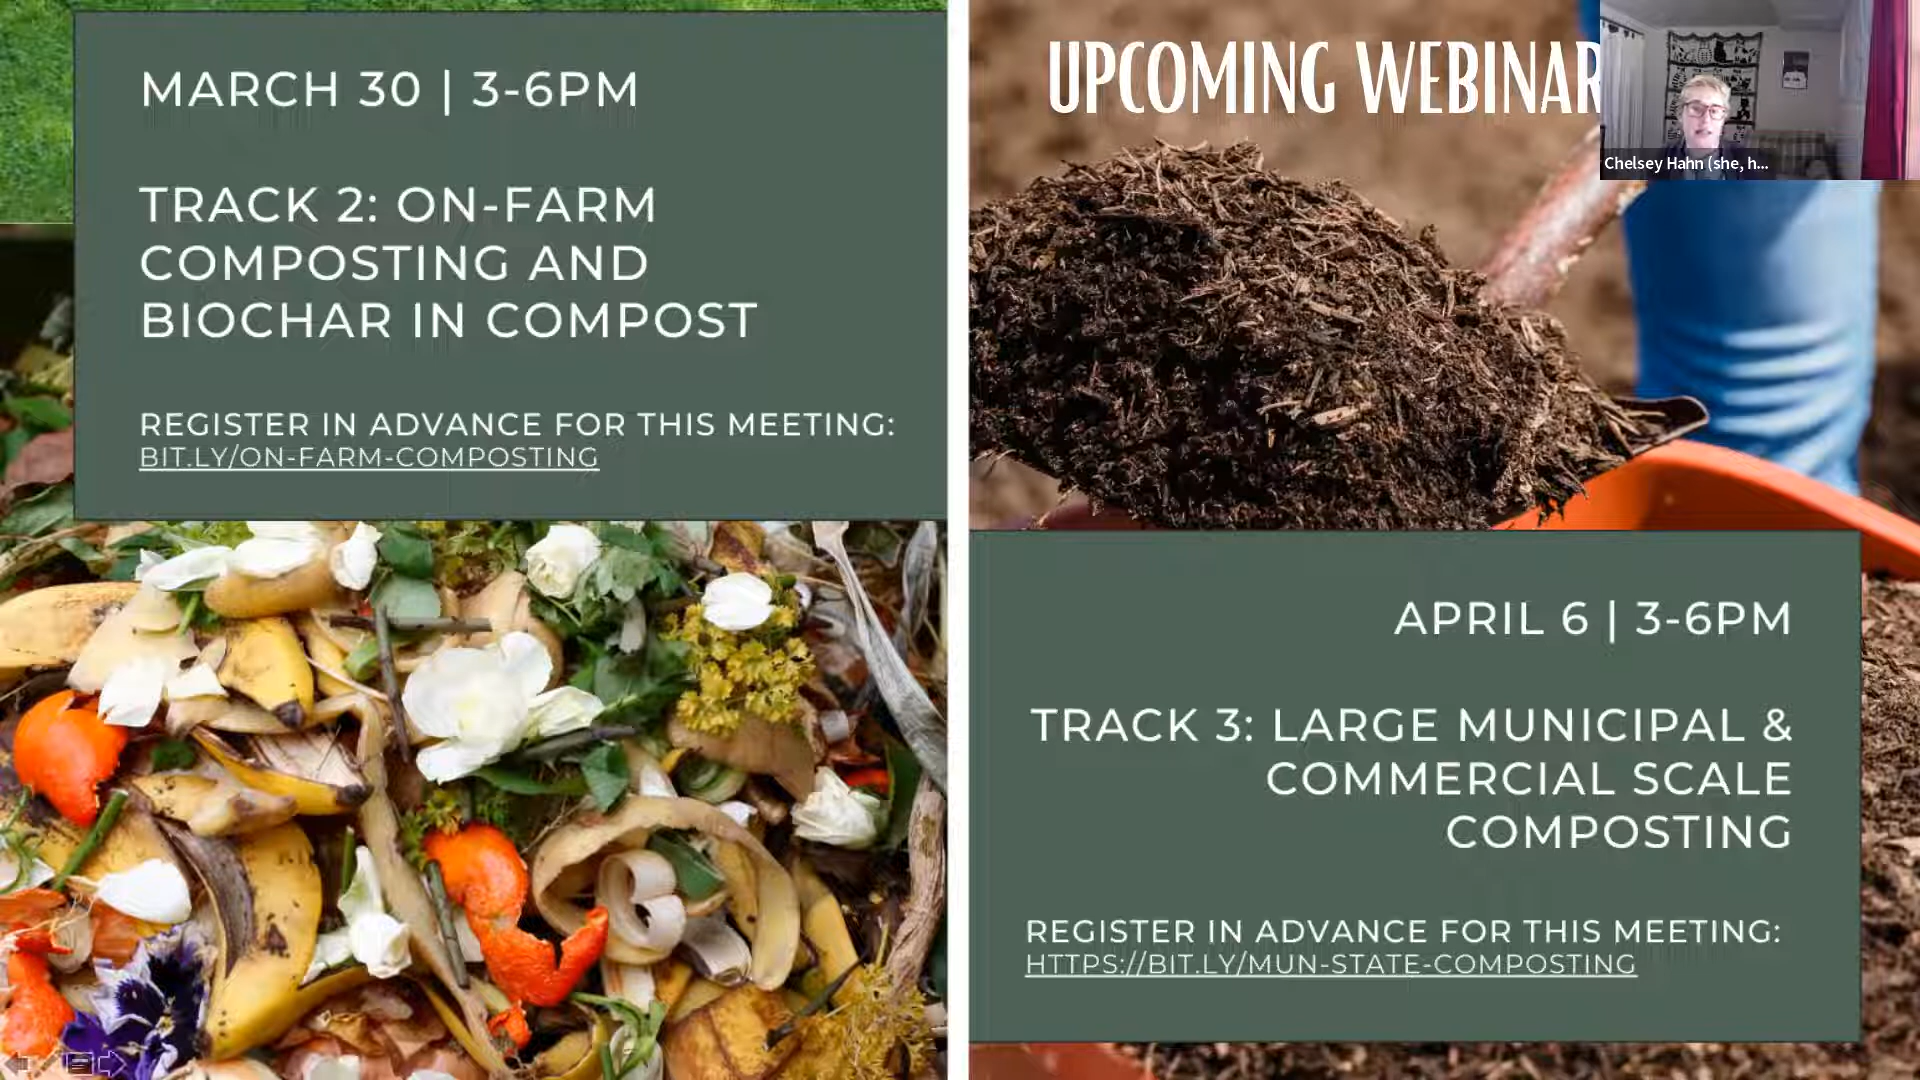 MARCH 30 | 3-6PM
TRACK 2: ON-FARM
COMPOSTING AND
BIOCHAR IN COMPOST
REGISTER IN ADVANCE FOR THIS MEETING:
BIT.LY/ON-FARM-COMPOSTING
UPCOMING WEBINAR
Chelsey Hahn (she, h...
APRIL 6 | 3-6PM
TRACK 3: LARGE MUNICIPAL &
COMMERCIAL SCALE
COMPOSTING
REGISTER IN ADVANCE FOR THIS MEETING:
HTTPS://BIT.LY/MUN-STATE-COMPOSTING